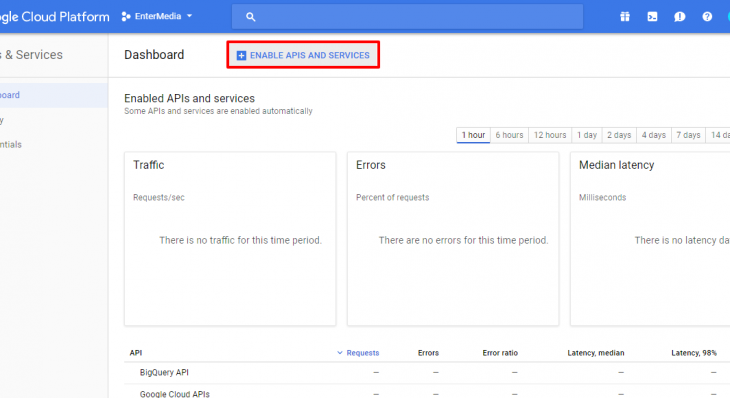 ogle Cloud Platform EnterMedia
s & Services Dashboard ENABLE APIS AND SERVICES
board
Enabled APIs and services
Some APIs and services are enabled automatically
y
entials
1 hour 6 hours 12 hours 1 day 2 days 4 days 7 days 14 da
Traffic Errors Median latency
Requests/sec Percent of requests Milliseconds
There is no traffic for this time period. There are no errors for this time period. There is no latency da
API Requests Errors Error ratio Latency, median Latency, 98%
BigQuery API — — — — —
Google Cloud APIs — — — — —